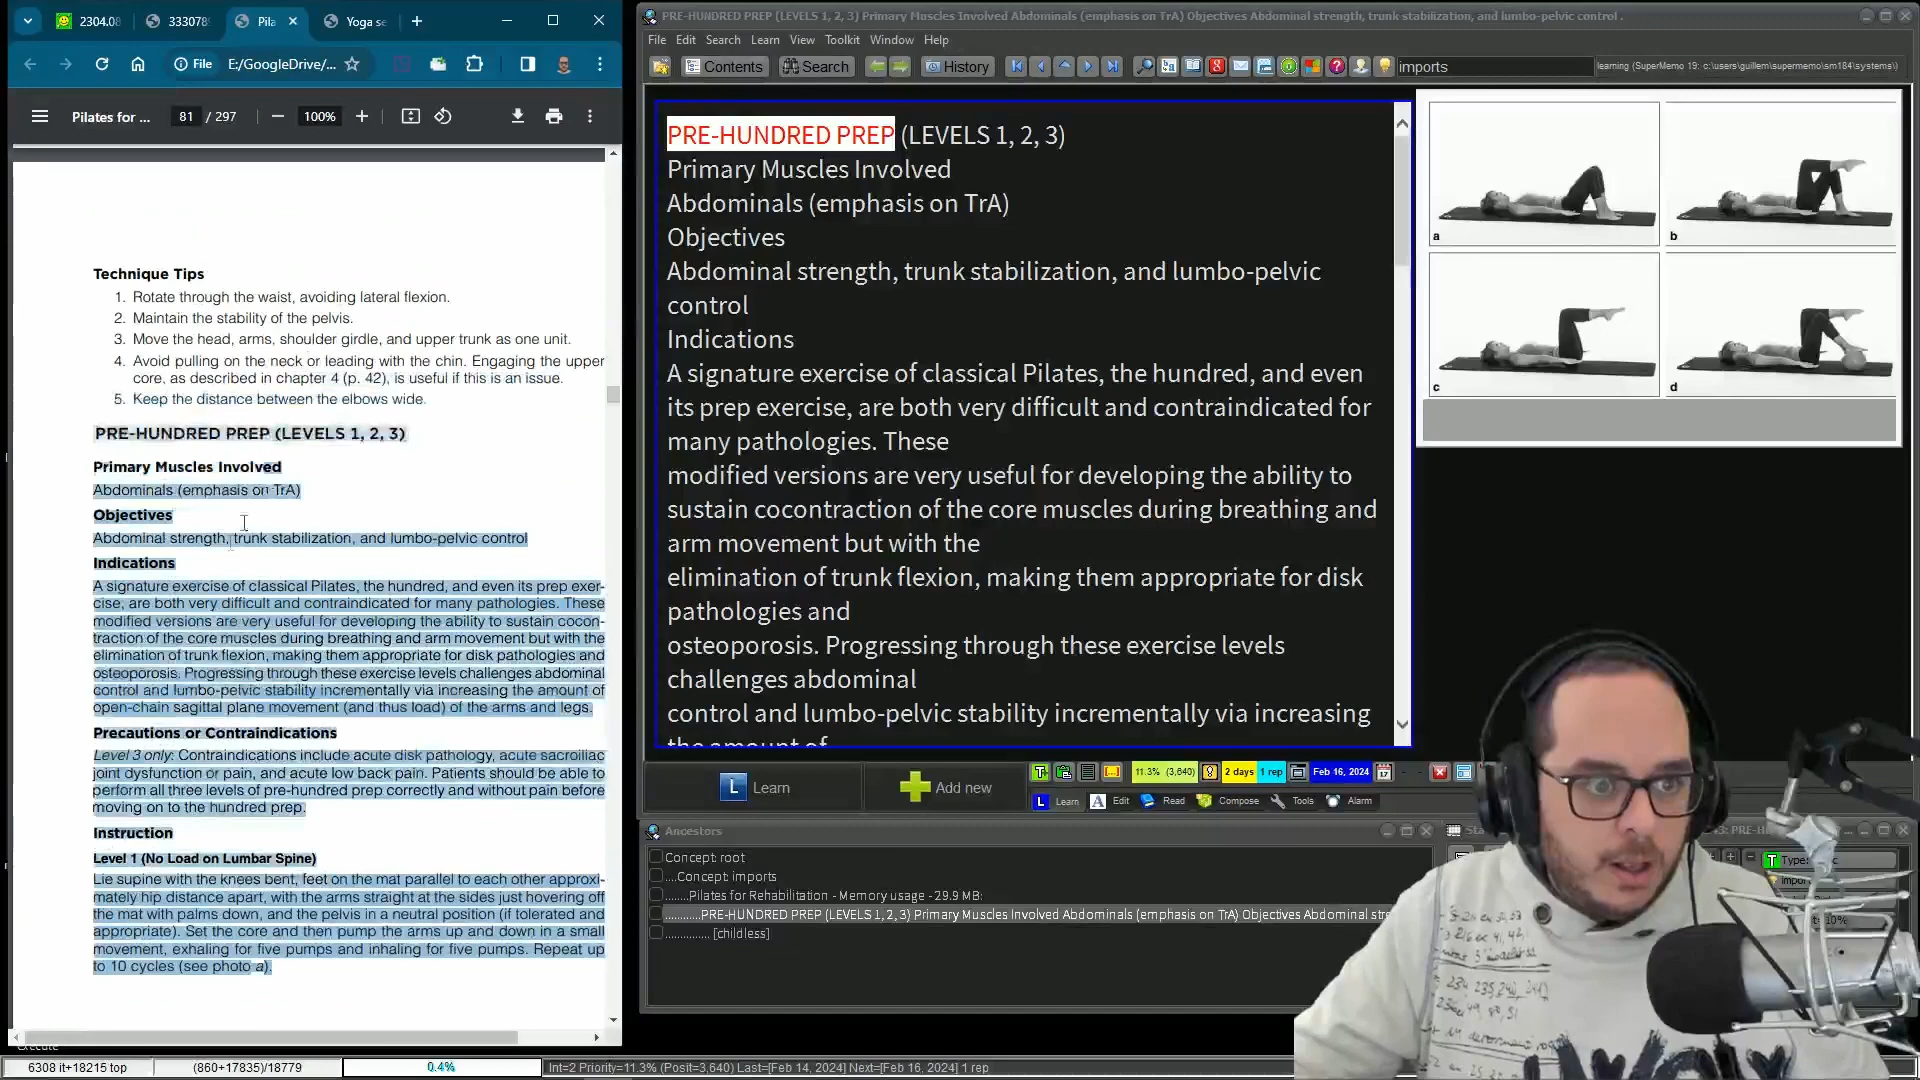 2304.08
333078
Pila
Yoga se
File
E:/GoogleDrive/...
Pilates for ...
81 / 297
100%
Technique Tips
1. Rotate through the waist, avoiding lateral flexion.
2. Maintain the stability of the pelvis.
3. Move the head, arms, shoulder girdle, and upper trunk as one unit.
4. Avoid pulling on the neck or leading with the chin. Engaging the upper
core, as described in chapter 4 (p. 42), is useful if this is an issue.
5. Keep the distance between the elbows wide.
PRE-HUNDRED PREP (LEVELS 1, 2, 3)
Primary Muscles Involved
Abdominals (emphasis on TrA)
Objectives
Abdominal strength, trunk stabilization, and lumbo-pelvic control
Indications
A signature exercise of classical Pilates, the hundred, and even its prep exer-
cise, are both very difficult and contraindicated for many pathologies. These
modified versions are very useful for developing the ability to sustain cocon-
traction of the core muscles during breathing and arm movement but with the
elimination of trunk flexion, making them appropriate for disk pathologies and
osteoporosis. Progressing through these exercise levels challenges abdominal
control and lumbo-pelvic stability incrementally via increasing the amount of
open-chain sagittal plane movement (and thus load) of the arms and legs.
Precautions or Contraindications
Level 3 only: Contraindications include acute disk pathology, acute sacroiliac
joint dysfunction or pain, and acute low back pain. Patients should be able to
perform all three levels of pre-hundred prep correctly and without pain before
moving on to the hundred prep.
Instruction
Level 1 (No Load on Lumbar Spine)
Lie supine with the knees bent, feet on the mat parallel to each other approxi-
mately hip distance apart, with the arms straight at the sides just hovering off
the mat with palms down, and the pelvis in a neutral position (if tolerated and
appropriate). Set the core and then pump the arms up and down in a small
movement, exhaling for five pumps and inhaling for five pumps. Repeat up
to 10 cycles (see photo a).
6308 it+18215 top
(860+17835)/18779
0.4%
Int=2 Priority=11.3% (Posit=3,640) Last=[Feb 14, 2024] Next=[Feb 16, 2024] 1 rep
PRE-HUNDRED PREP (LEVELS 1, 2, 3) Primary Muscles Involved Abdominals (emphasis on TrA) Objectives Abdominal strength, trunk stabilization, and lumbo-pelvic control .
File Edit Search Learn View Toolkit Window Help
Contents
Search
History
imports
learning (SuperMemo 19: c:\users\guillem\supermemo\sm184\systems\)
PRE-HUNDRED PREP (LEVELS 1, 2, 3)
Primary Muscles Involved
Abdominals (emphasis on TrA)
Objectives
Abdominal strength, trunk stabilization, and lumbo-pelvic
control
Indications
A signature exercise of classical Pilates, the hundred, and even
its prep exercise, are both very difficult and contraindicated for
many pathologies. These
modified versions are very useful for developing the ability to
sustain cocontraction of the core muscles during breathing and
arm movement but with the
elimination of trunk flexion, making them appropriate for disk
pathologies and
osteoporosis. Progressing through these exercise levels
challenges abdominal
control and lumbo-pelvic stability incrementally via increasing
the amount of
a
b
c
d
L Learn
Add new
11.3% (3,640)
2 days
1 rep
Feb 16, 2024
Learn
Edit
Read
Compose
Tools
Alarm
Ancestors
Concept: root
....Concept: imports
.......Pilates for Rehabilitation - Memory usage - 29.9 MB:
...........PRE-HUNDRED PREP (LEVELS 1, 2, 3) Primary Muscles Involved Abdominals (emphasis on TrA) Objectives Abdominal str
.............. [childless]
Type:
10%